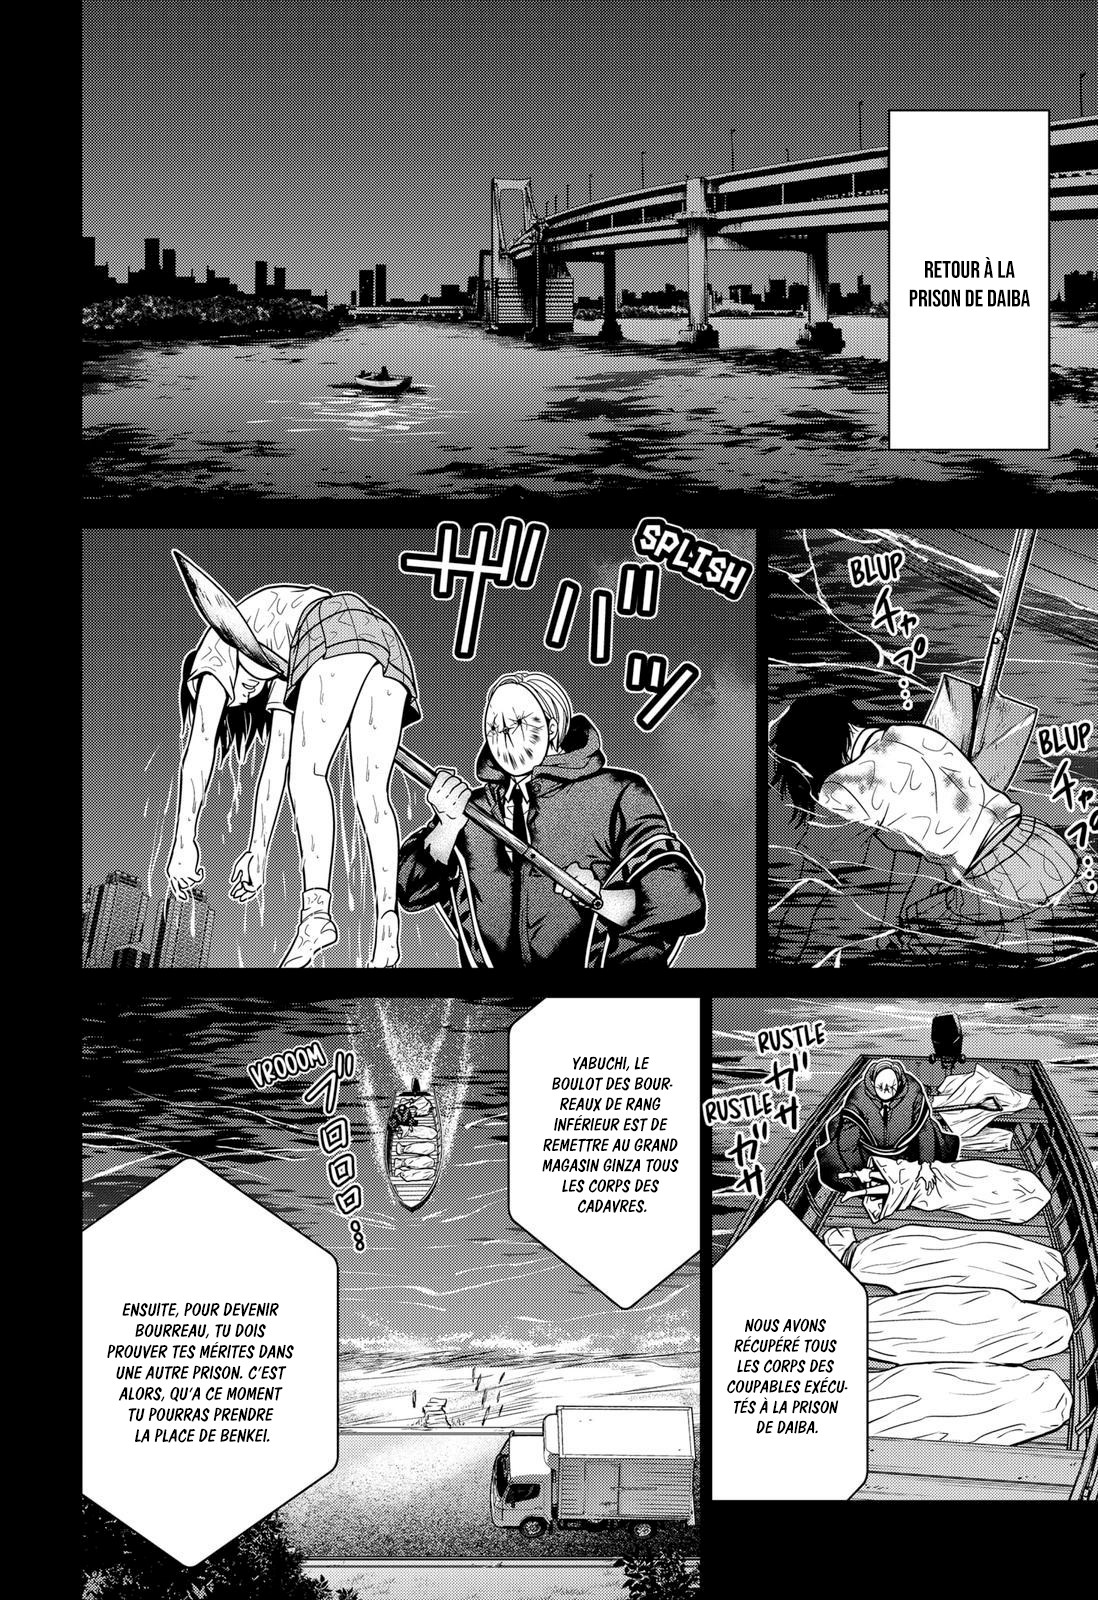 RETOUR À LA
PRISON DE DAIBA
BLUP
チャプ…
BLUP
チャプ…
SPLISH
ザバババッ
RUSTLE
ガサ
RUSTLE
ガサ
NOUS AVONS
RÉCUPÉRÉ TOUS
LES CORPS DES
COUPABLES EXÉCU-
TÉS À LA PRISON
DE DAIBA.
YABUCHI, LE
BOULOT DES BOUR-
REAUX DE RANG
INFÉRIEUR EST DE
REMETTRE AU GRAND
MAGASIN GINZA TOUS
LES CORPS DES
CADAVRES.
VROOOM
ブロロロ…
ENSUITE, POUR DEVENIR
BOURREAU, TU DOIS
PROUVER TES MÉRITES DANS
UNE AUTRE PRISON. C'EST
ALORS, QU'A CE MOMENT
TU POURRAS PRENDRE
LA PLACE DE BENKEI.